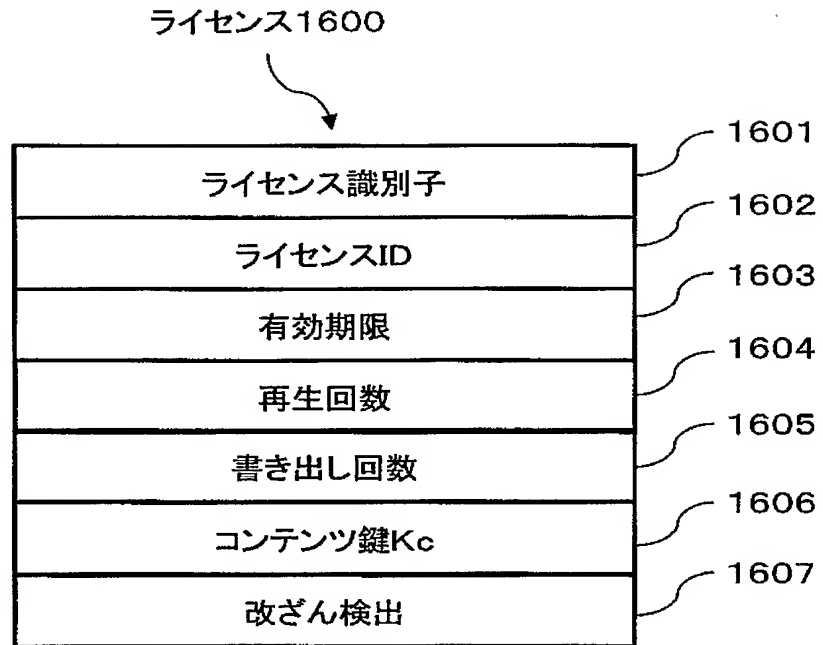 ライセンス1600
ライセンス識別子 1601
ライセンスID 1602
有効期限 1603
再生回数 1604
書き出し回数 1605
コンテンツ鍵Kc 1606
改ざん検出 1607